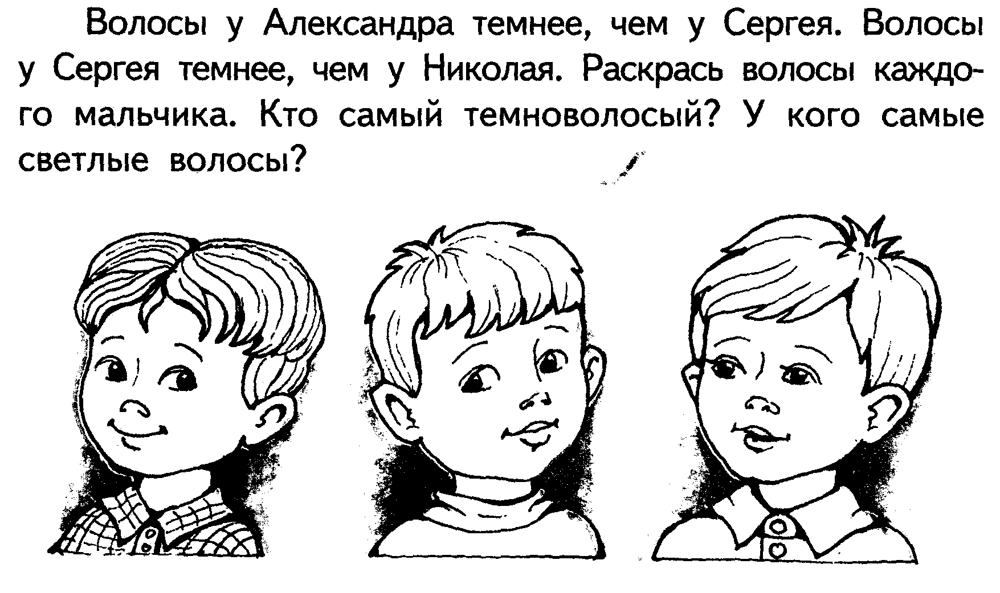 Волосы у Александра темнее, чем у Сергея. Волосы
у Сергея темнее, чем у Николая. Раскрась волосы каждо-
го мальчика. Кто самый темноволосый? У кого самые
светлые волосы?